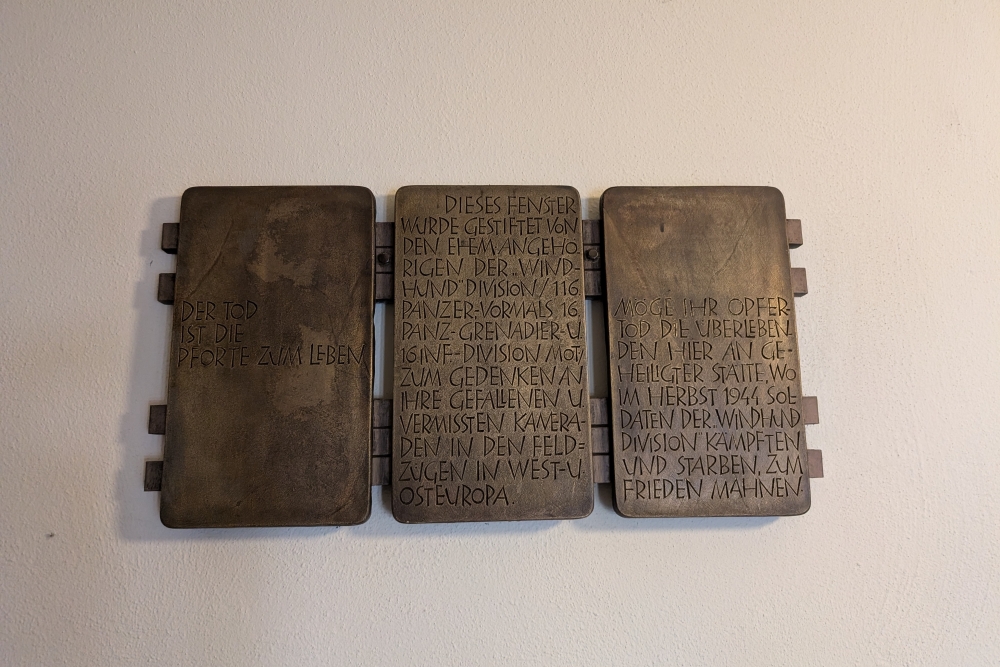 DER TOD
IST DIE
PFORTE ZUM LEBEN
DIESES FENSTER
WURDE GESTIFTET VON
DEN EHEM. ANGEHÖ-
RIGEN DER „WIND-
HUND" DIVISION / 116
PANZER-VORMALS 16
PANZ-GRENADIER-U.
16 INF-DIVISION /MOT/
ZUM GEDENKEN AN
IHRE GEFALLENEN U.
VERMISSTEN KAMERA-
DEN IN DEN FELD=
ZÜGEN IN WEST-U.
OSTEUROPA.
MÖGE IHR OPFER-
TOD DIE ÜBERLEBEN-
DEN HIER AN GE-
HEILIGTER STÄTTE, WO
IM HERBST 1944 SOL-
DATEN DER „WINDHUND
DIVISION" KÄMPFTEN
UND STARBEN, ZUM
FRIEDEN MAHNEN.